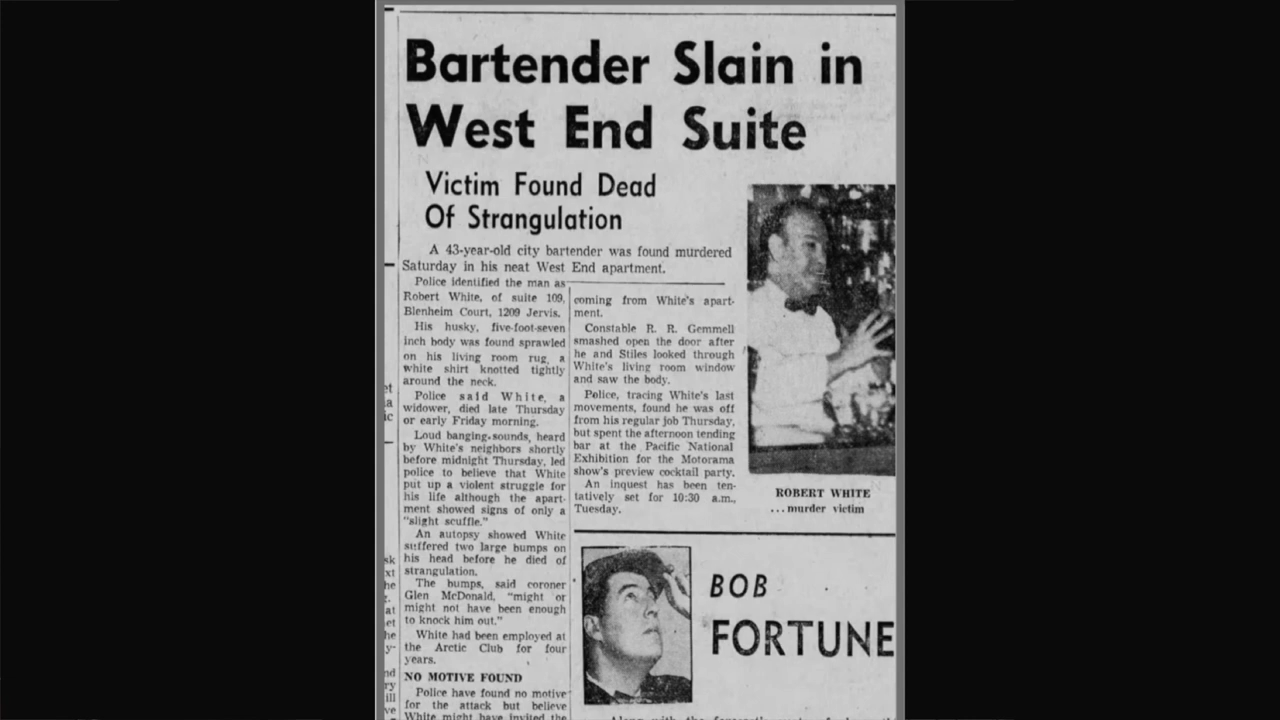 Bartender Slain in
West End Suite
Victim Found Dead
Of Strangulation
A 43-year-old city bartender was found murdered
Saturday in his neat West End apartment.
Police identified the man as
Robert White, of suite 109,
Blenheim Court, 1209 Jervis.
His husky, five-foot-seven
inch body was found sprawled
on his living room rug, a
white shirt knotted tightly
around the neck.
Police said White, a
widower, died late Thursday
or early Friday morning.
Loud banging sounds, heard
by White's neighbors shortly
before midnight Thursday, led
police to believe that White
put up a violent struggle for
his life although the apart-
ment showed signs of only a
"slight scuffle."
An autopsy showed White
suffered two large bumps on
his head before he died of
strangulation.
The bumps, said coroner
Glen McDonald, "might or
might not have been enough
to knock him out."
White had been employed at
the Arctic Club for four
years.
NO MOTIVE FOUND
Police have found no motive
for the attack but believe
White might have invited the
coming from White's apart-
ment.
Constable R. R. Gemmell
smashed open the door after
he and Stiles looked through
White's living room window
and saw the body.
Police, tracing White's last
movements, found he was off
from his regular job Thursday,
but spent the afternoon tending
bar at the Pacific National
Exhibition for the Motorama
show's preview cocktail party.
An inquest has been ten-
tatively set for 10:30 a.m.,
Tuesday.
ROBERT WHITE
...murder victim
BOB
FORTUNE